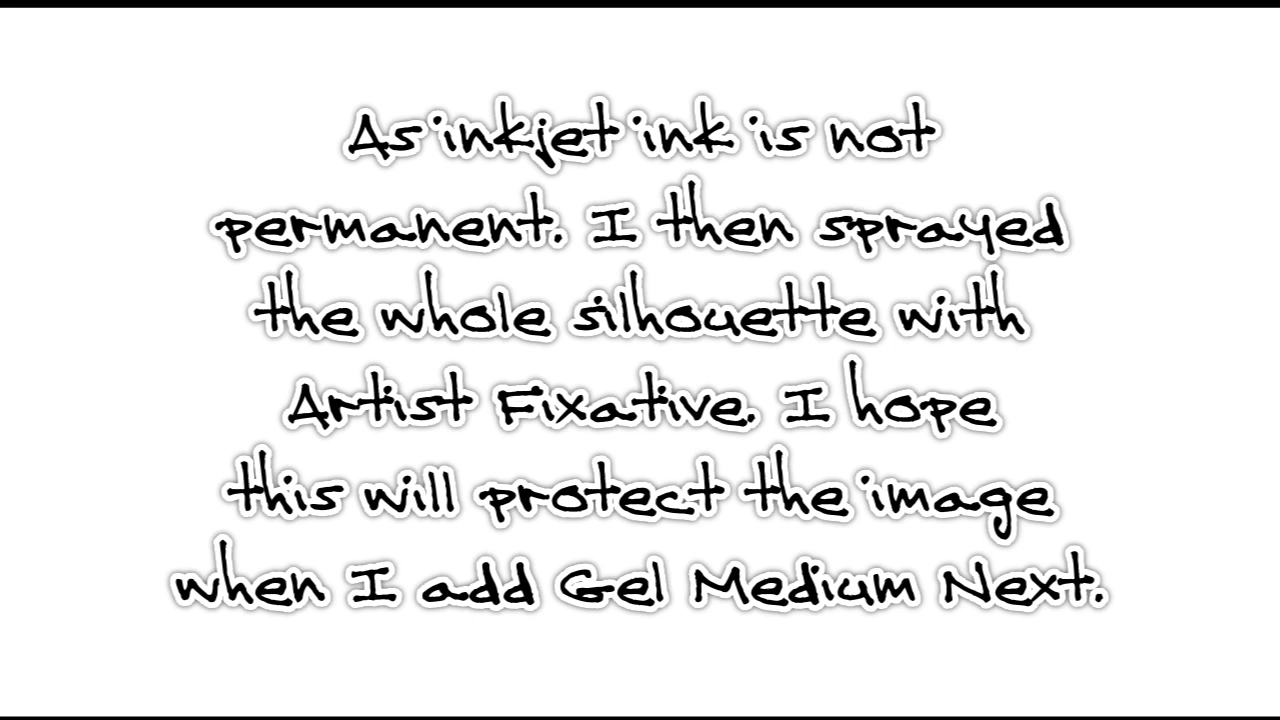 As inkjet ink is not
permanent. I then sprayed
the whole silhouette with
Artist Fixative. I hope
this will protect the image
when I add Gel Medium Next.